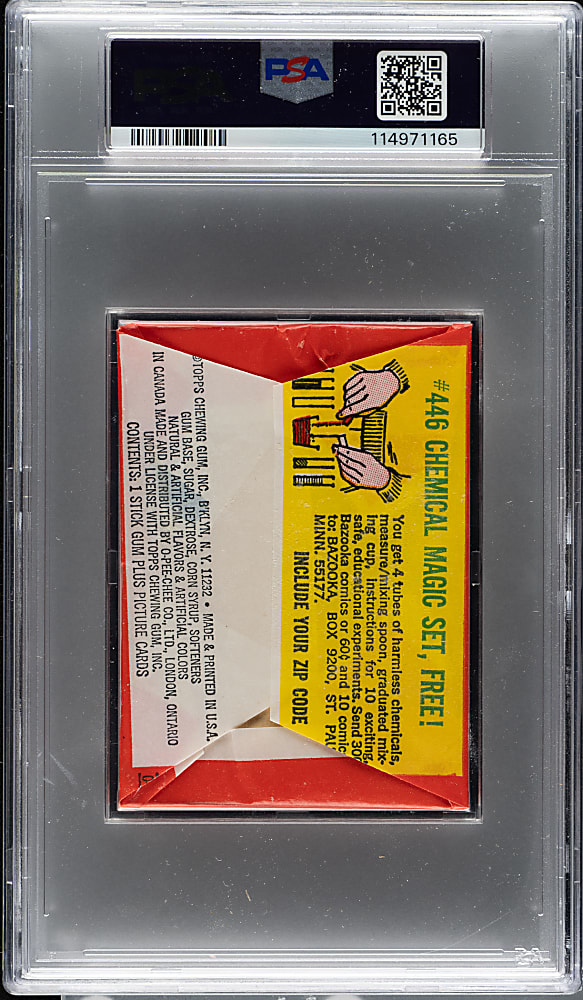 PSA
114971165
#446 CHEMICAL MAGIC SET, FREE!
You get 4 tubes of harmless chemicals,
measure/mixing spoon, graduated mix-
ing cup, instructions for 10 exciting,
safe, educational experiments. Send 300
Bazooka comics or 60¢ and 10 comic
to: BAZOOKA, BOX 9200, ST. PAU
MINN. 55177.
INCLUDE YOUR ZIP CODE
©TOPPS CHEWING GUM, INC., B'KLYN, N. Y. 11232 • MADE & PRINTED IN U.S.A.
GUM BASE, SUGAR, DEXTROSE, CORN SYRUP, SOFTENERS
NATURAL & ARTIFICIAL FLAVORS & ARTIFICIAL COLORS
IN CANADA MADE AND DISTRIBUTED BY O-PEE-CHEE CO., LTD., LONDON, ONTARIO
UNDER LICENSE WITH TOPPS CHEWING GUM, INC.
CONTENTS: 1 STICK GUM PLUS PICTURE CARDS